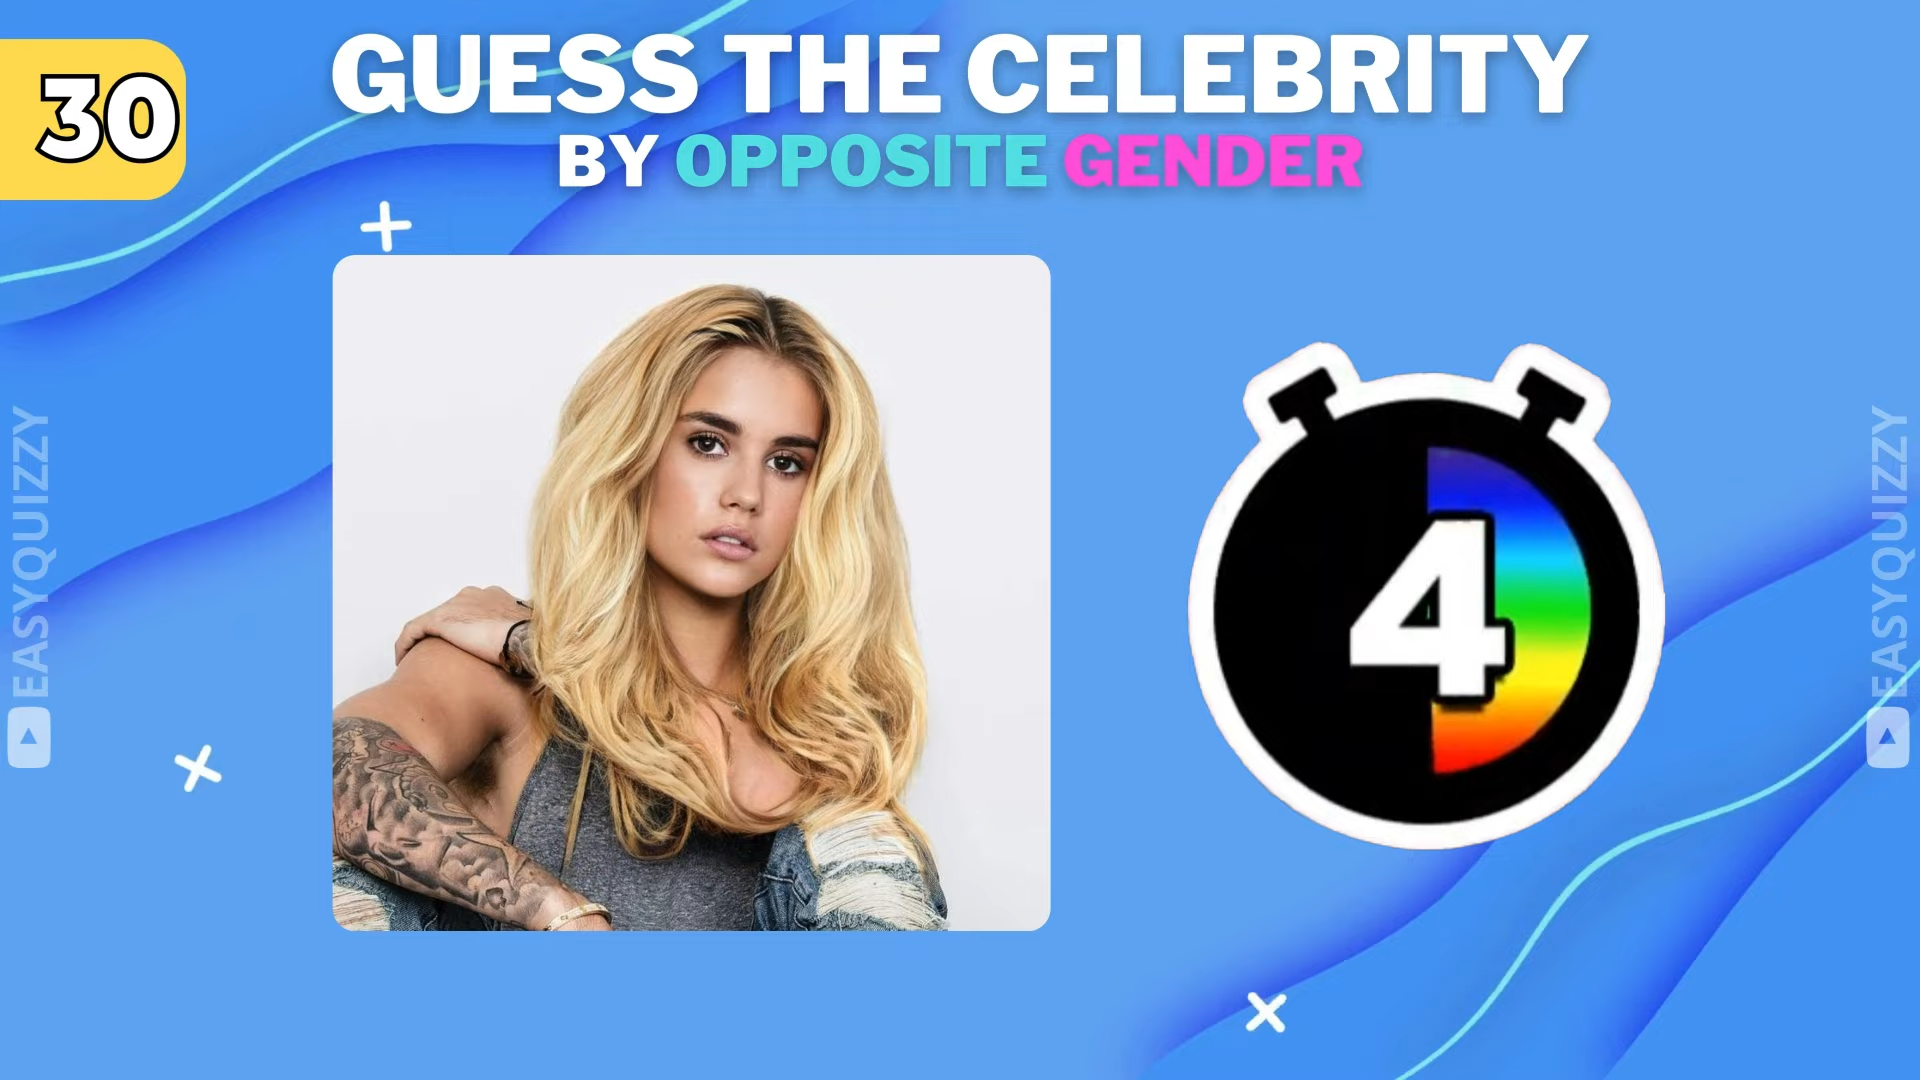 30
GUESS THE CELEBRITY
BY OPPOSITE GENDER
4
EASYQUIZZY
EASYQUIZZY